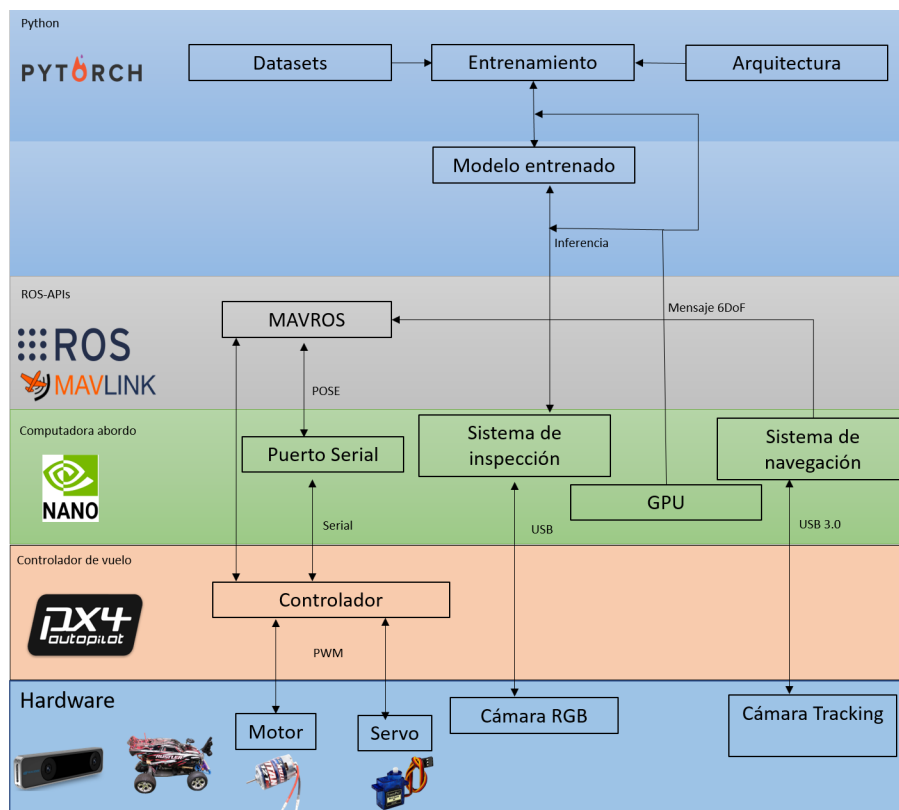 Python
PYTORCH
Datasets
Entrenamiento
Arquitectura
Modelo entrenado
Inferencia
ROS-APIs
Mensaje 6DoF
MAVROS
ROS
MAVLINK
POSE
Computadora abordo
Sistema de
inspección
Sistema de
navegación
Puerto Serial
NANO
GPU
Serial
USB
USB 3.0
Controlador de vuelo
Controlador
px4
autopilot
PWM
Hardware
Cámara RGB
Cámara Tracking
Motor
Servo